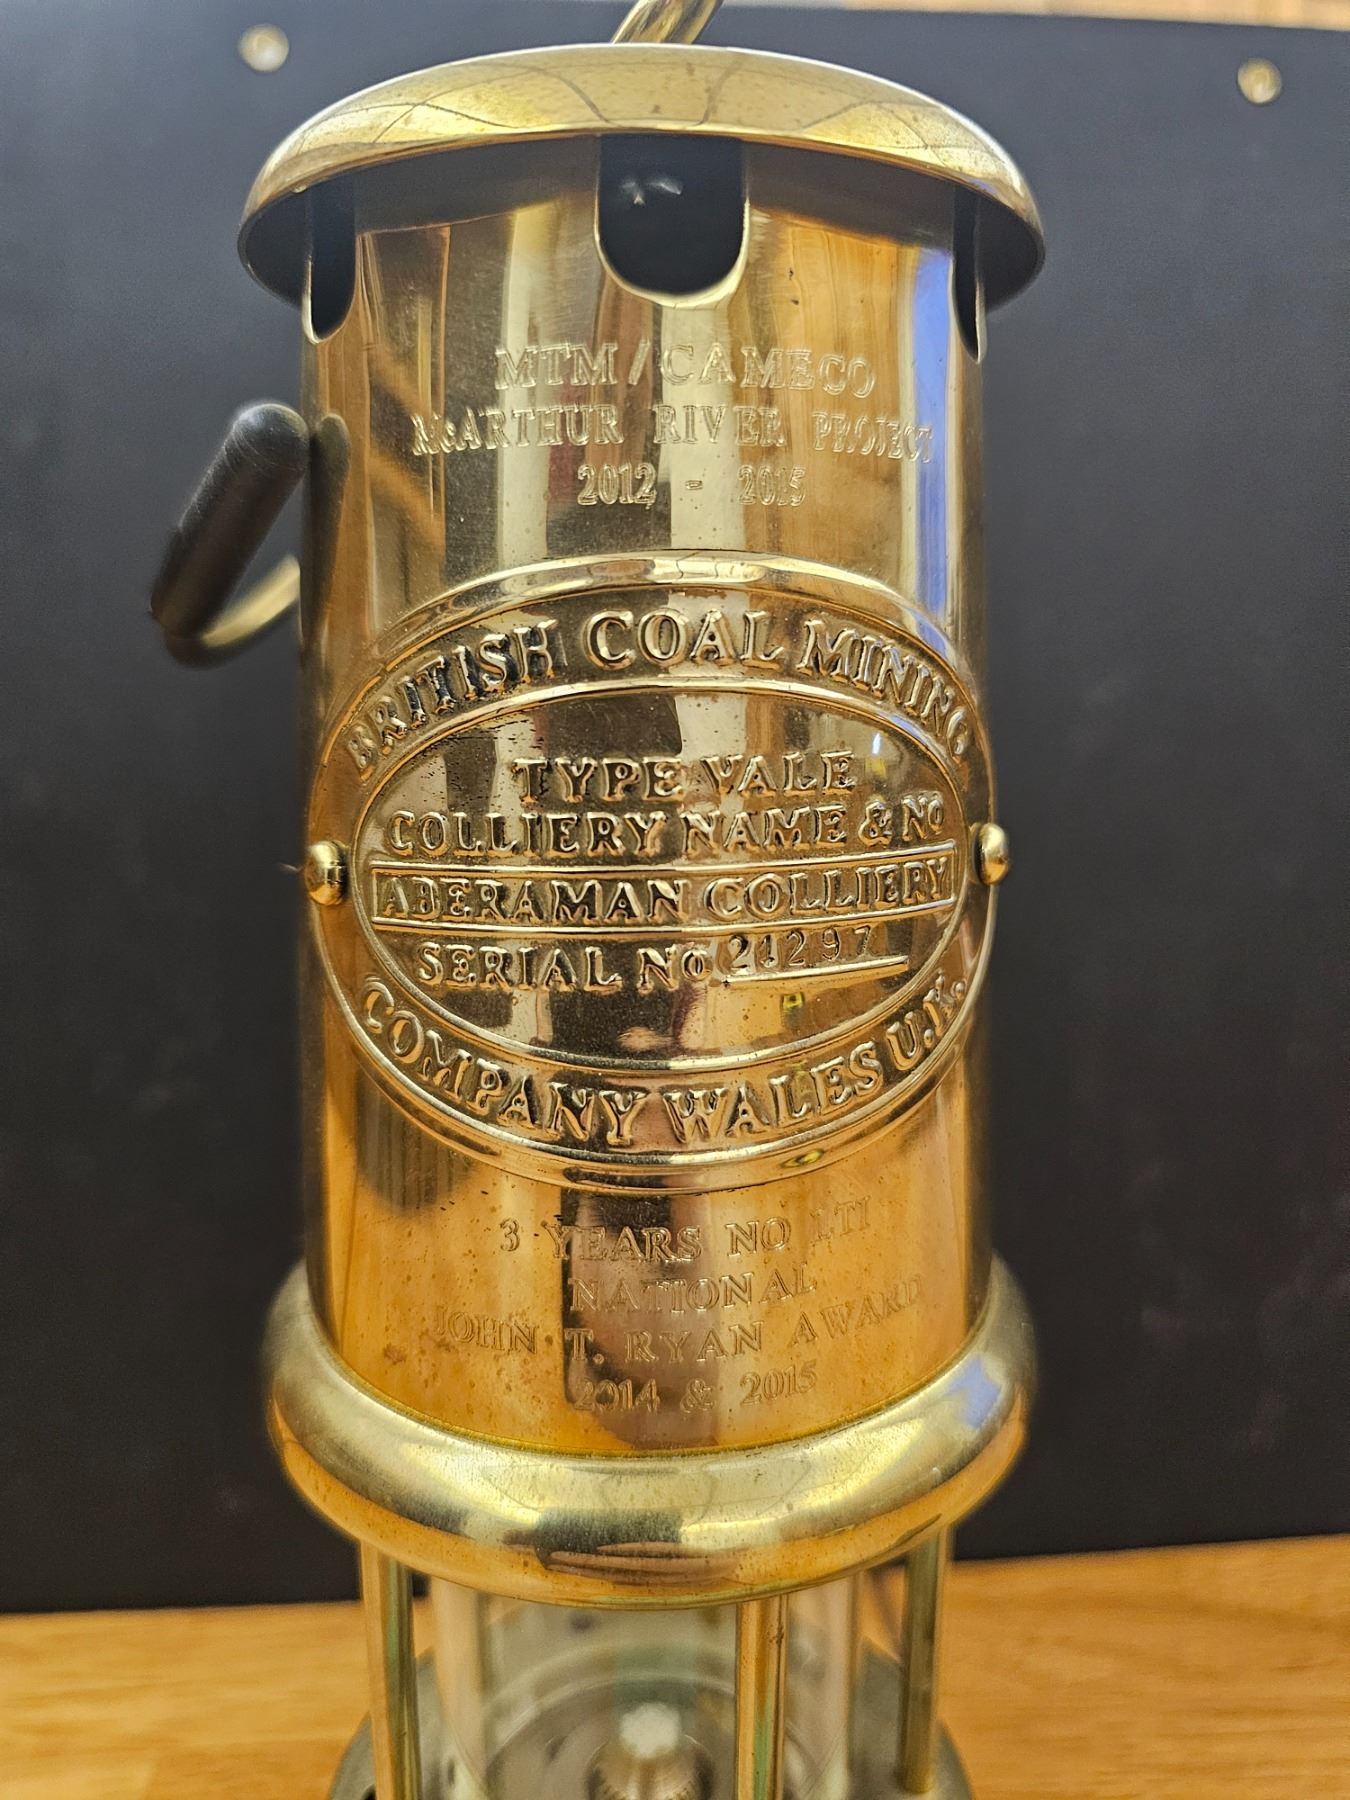 MTM / CAMECO
McARTHUR RIVER PROJECT
2012 - 2015
BRITISH COAL MINING
TYPE VALE
COLLIERY NAME & No
ABERAMAN COLLIERY
SERIAL No 21297
COMPANY WALES U.K.
3 YEARS NO LTI
NATIONAL
JOHN T. RYAN AWARD
2014 & 2015